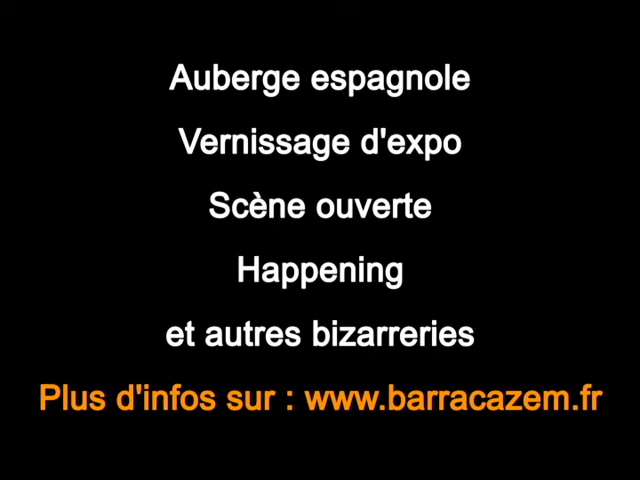 Auberge espagnole
Vernissage d'expo
Scène ouverte
Happening
et autres bizarreries
Plus d'infos sur : www.barracazem.fr